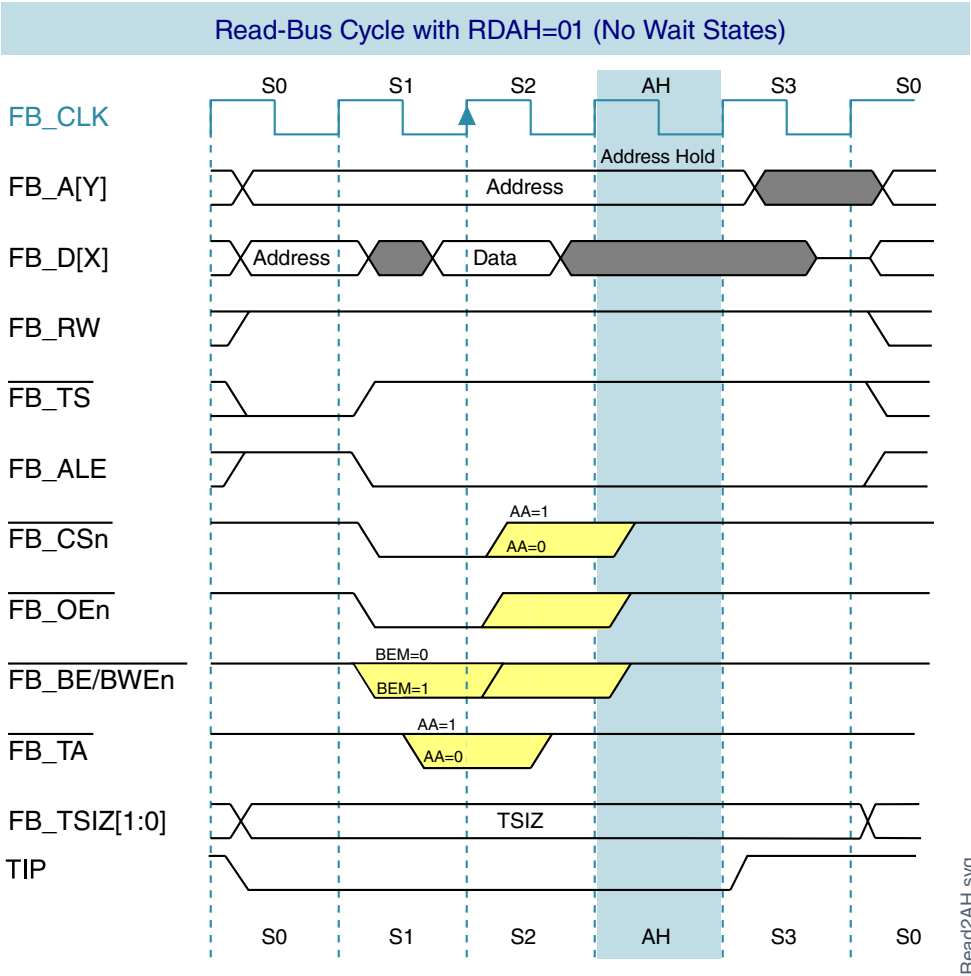 Read-Bus Cycle with RDAH=01 (No Wait States)
S0 S1 S2 AH S3 S0
FB_CLK
Address Hold
FB_A[Y] Address
FB_D[X] Address Data
FB_RW
FB_TS
FB_ALE
AA=1
FB_CSn AA=0
FB_OEn
BEM=0
FB_BE/BWEn BEM=1
AA=1
FB_TA AA=0
FB_TSIZ[1:0] TSIZ
TIP
S0 S1 S2 AH S3 S0
Read2AH.svg